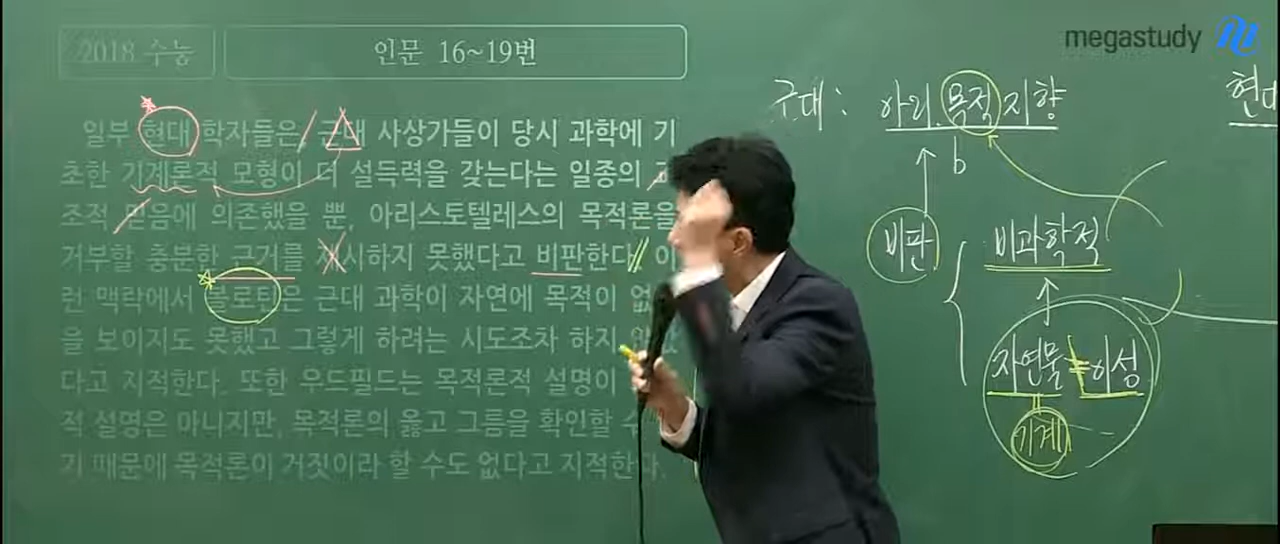 2018 수능
인문 16~19번
megastudy
일부 현대 학자들은, 근대 사상가들이 당시 과학에 기
초한 기계론적 모형이 더 설득력을 갖는다는 일종의
조적 믿음에 의존했을 뿐, 아리스토텔레스의 목적론을
거부할 충분한 근거를 제시하지 못했다고 비판한다. 이
런 맥락에서 볼로틴은 근대 과학이 자연에 목적이
을 보이지도 못했고 그렇게 하려는 시도조차 하지
다고 지적한다. 또한 우드필드는 목적론적 설명이
적 설명은 아니지만, 목적론의 옳고 그름을 확인할 수
기 때문에 목적론이 거짓이라 할 수도 없다고 지적한다.
근대 : 아리. 목적 지향
b
비판
비과학적
자연물 이성
기계
현대